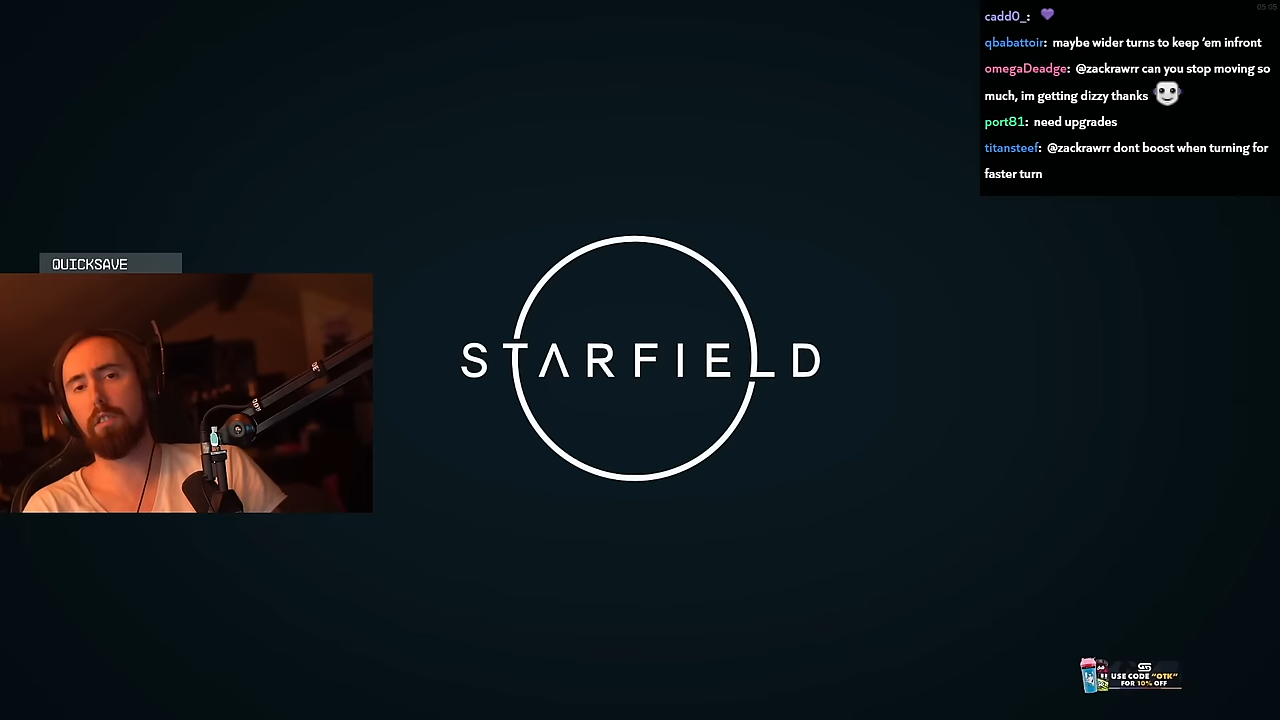 05:05
cadd0_:
qbabattoir: maybe wider turns to keep 'em infront
omegaDeadge: @zackrawrr can you stop moving so
much, im getting dizzy thanks
port81: need upgrades
titansteef: @zackrawrr dont boost when turning for
faster turn
QUICKSAVE
STARFIELD
USE CODE "OTK"
FOR 10% OFF